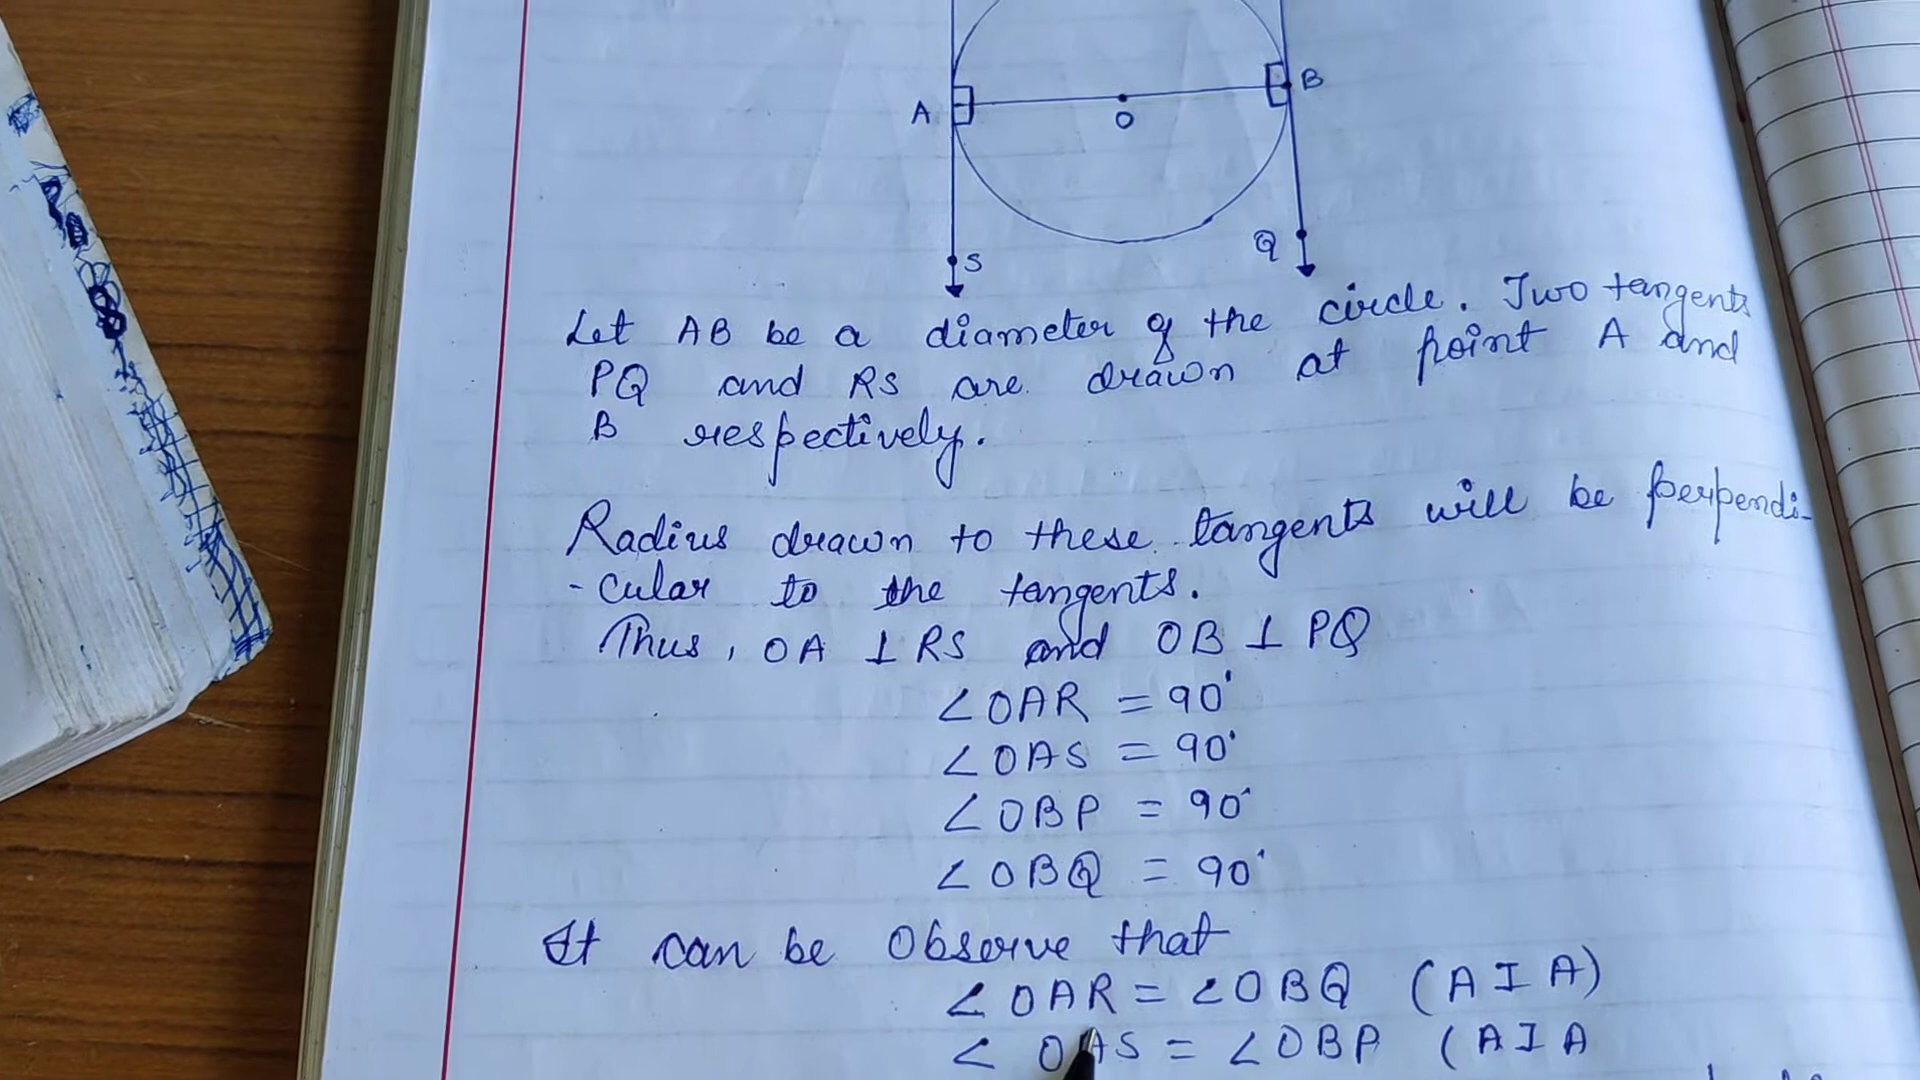 A
B
O
S
Q
Let AB be a diameter of the circle. Two tangents
PQ and RS are drawn at point A and
B respectively.
Radius drawn to these tangents will be perpendi-
-cular to the tangents.
Thus, OA ⊥ RS and OB ⊥ PQ
∠OAR = 90°
∠OAS = 90°
∠OBP = 90°
∠OBQ = 90°
It can be Observe that
∠OAR = ∠OBQ (AIA)
∠OAS = ∠OBP (AIA